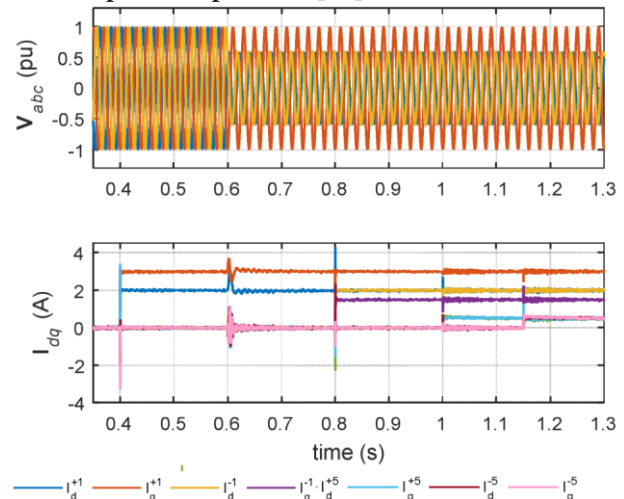 1
0.5
0
-0.5
-1
V_abc (pu)
0.4 0.5 0.6 0.7 0.8 0.9 1 1.1 1.2 1.3
4
2
0
-2
-4
I_dq (A)
0.4 0.5 0.6 0.7 0.8 0.9 1 1.1 1.2 1.3
time (s)
I_d^+1 I_q^+1 I_d^-1 I_q^-1 I_d^+5 I_q^+5 I_d^-5 I_q^-5